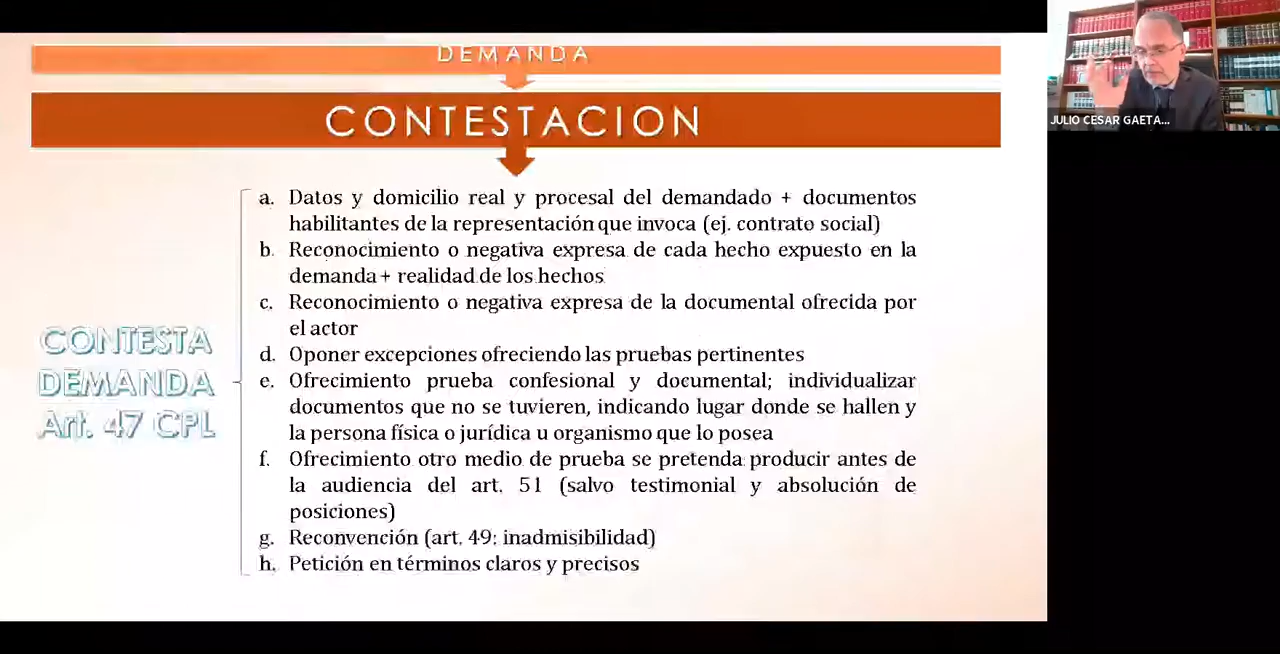 DEMANDA
CONTESTACION
JULIO CESAR GAETA...
a. Datos y domicilio real y procesal del demandado + documentos
habilitantes de la representación que invoca (ej. contrato social)
b. Reconocimiento o negativa expresa de cada hecho expuesto en la
demanda + realidad de los hechos
c. Reconocimiento o negativa expresa de la documental ofrecida por
el actor
d. Oponer excepciones ofreciendo las pruebas pertinentes
e. Ofrecimiento prueba confesional y documental; individualizar
documentos que no se tuvieren, indicando lugar donde se hallen y
la persona física o jurídica u organismo que lo posea
f. Ofrecimiento otro medio de prueba se pretenda producir antes de
la audiencia del art. 51 (salvo testimonial y absolución de
posiciones)
g. Reconvención (art. 49: inadmisibilidad)
h. Petición en términos claros y precisos
CONTESTA
DEMANDA
Art. 47 CPL